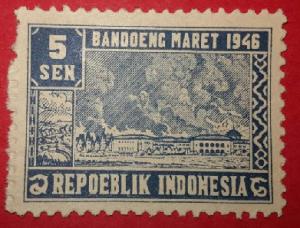 5
SEN
BANDOENG MARET 1946
REPOEBLIK INDONESIA